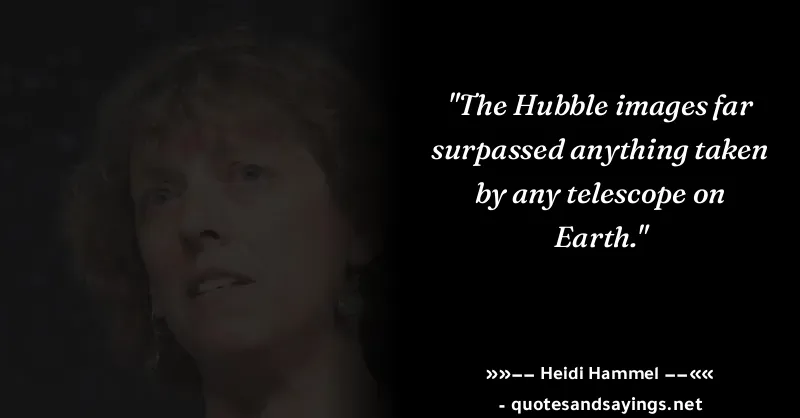 "The Hubble images far
surpassed anything taken
by any telescope on
Earth."
»»−− Heidi Hammel −−««
- quotesandsayings.net